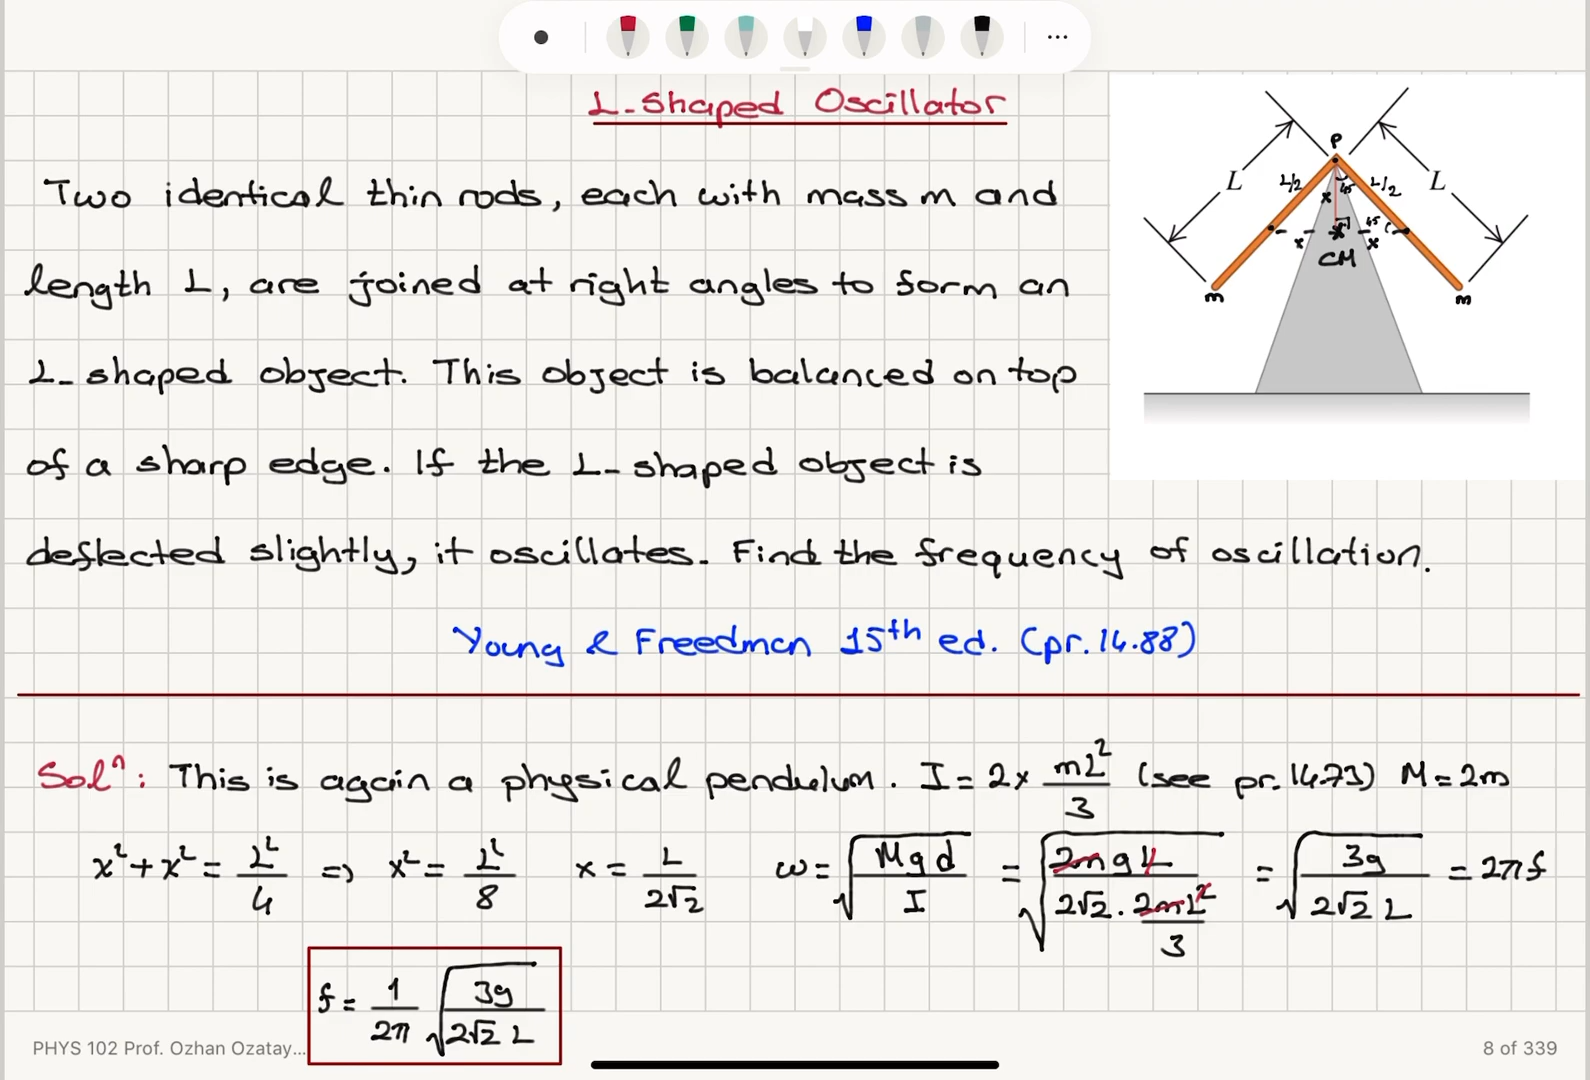 L-Shaped Oscillator
Two identical thin rods, each with mass m and
length L, are joined at right angles to form an
L-shaped object. This object is balanced on top
of a sharp edge. If the L-shaped object is
deflected slightly, it oscillates. Find the frequency of oscillation.
Young & Freedman 15th ed. (pr. 14.88)
P
L L/2 x 45 L/2 L
x 45 x
CM
m m
Solⁿ: This is again a physical pendulum. I = 2x mL²/3 (see pr. 14.73) M = 2m
x² + x² = L²/4 => x² = L²/8 x = L/2√2 ω = √(Mgd/I) = √(2mgL/(2√2 . 2mL²/3)) = √(3g/(2√2 L)) = 2πf
f = 1/2π √(3g/(2√2 L))
PHYS 102 Prof. Ozhan Ozatay... 8 of 339